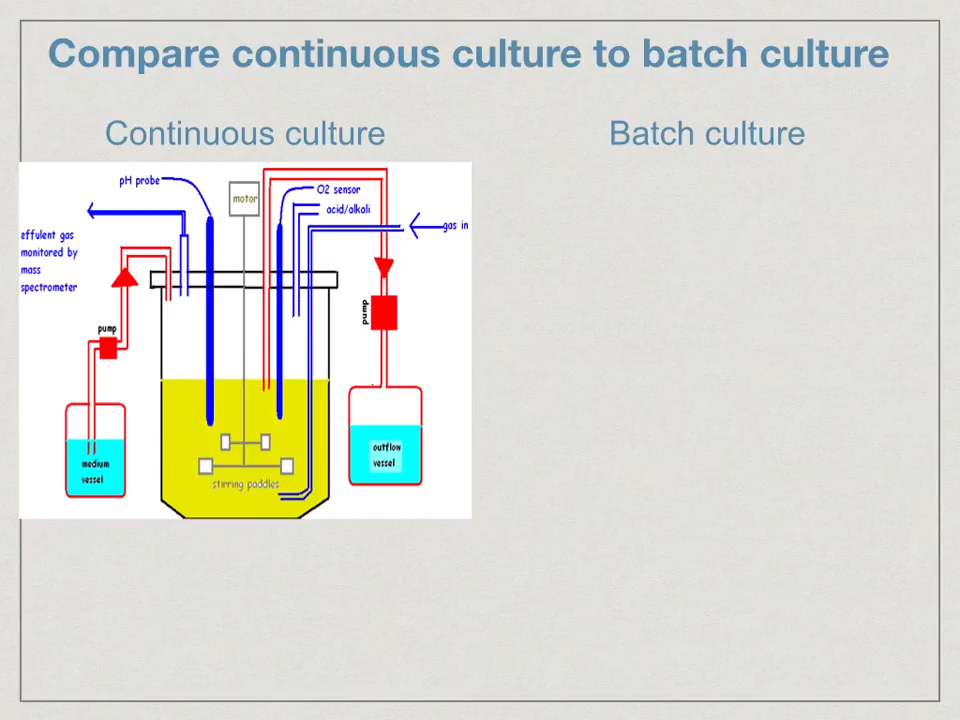 Compare continuous culture to batch culture
Continuous culture
Batch culture
pH probe
motor
O2 sensor
acid/alkali
gas in
effulent gas
monitored by
mass
spectrometer
pump
pump
medium
vessel
outflow
vessel
stirring paddles